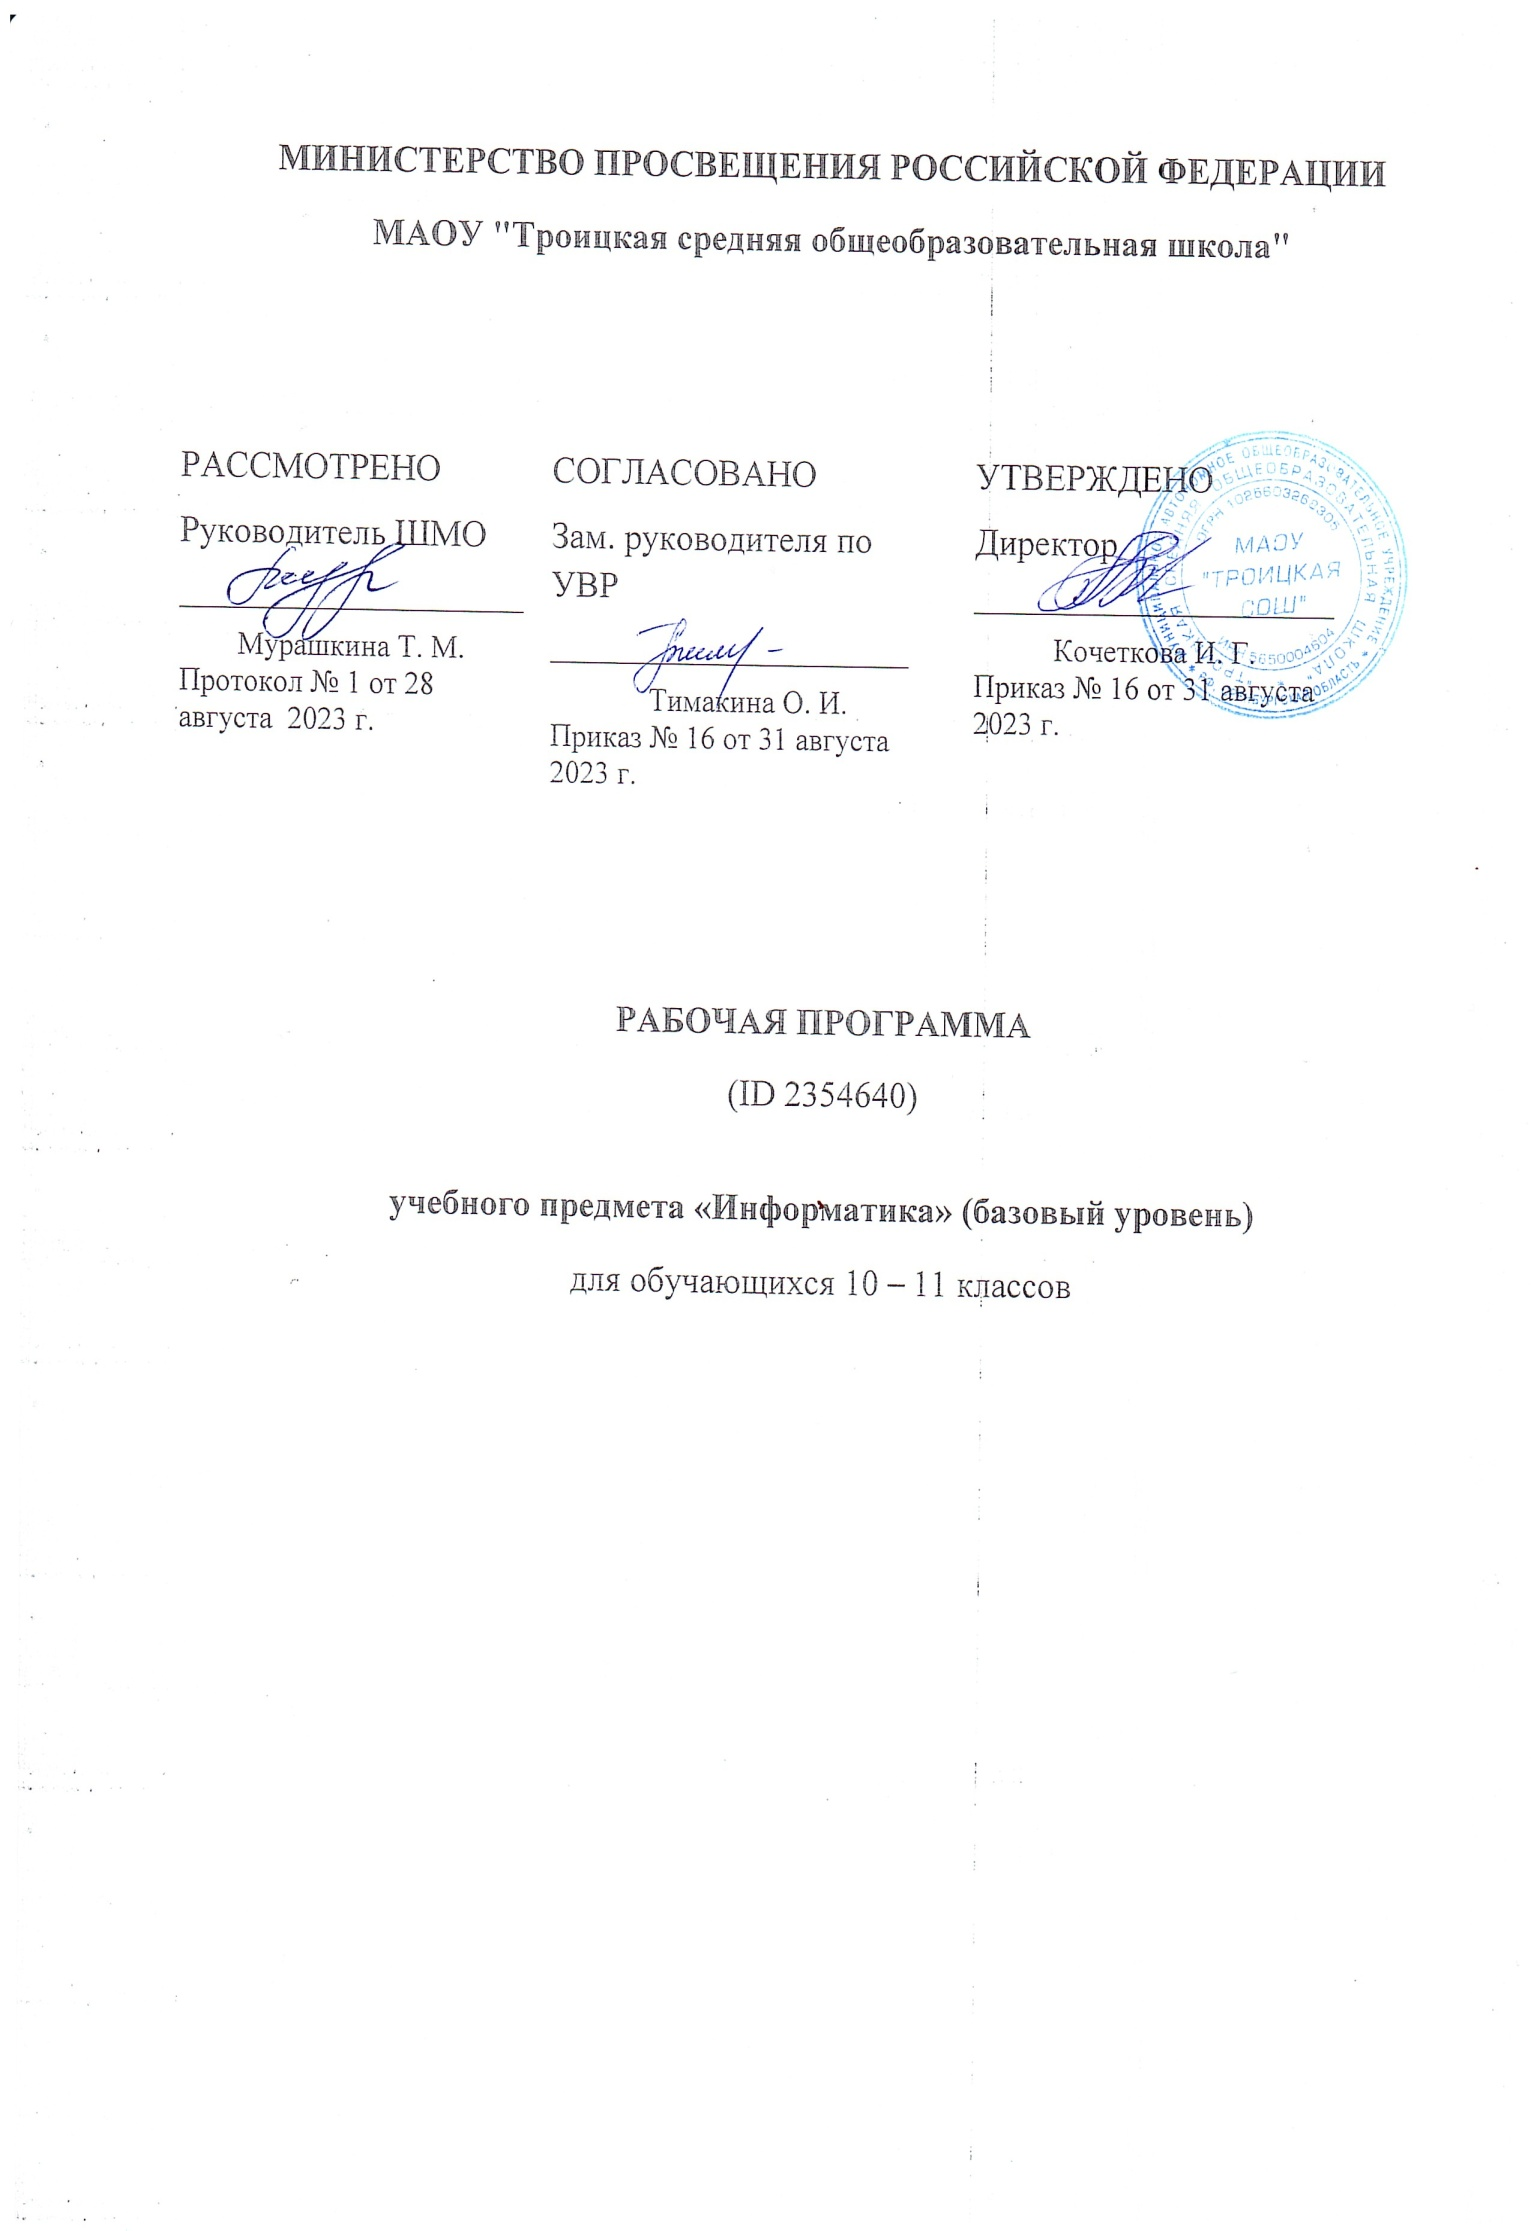 МИНИСТЕРСТВО ПРОСВЕЩЕНИЯ РОССИЙСКОЙ ФЕДЕРАЦИИ
МАОУ "Троицкая средняя общеобразовательная школа"
РАССМОТРЕНО
Руководитель ШМО
Мурашкина Т. М.
Протокол № 1 от 28
августа 2023 г.
СОГЛАСОВАНО
Зам. руководителя по
УВР
Тимакина О. И.
Приказ № 16 от 31 августа
2023 г.
УТВЕРЖДЕНО
Директор
Кочеткова И. Г.
Приказ № 16 от 31 августа
2023 г.
МАОУ
"ТРОИЦКАЯ
СОШ"
РАБОЧАЯ ПРОГРАММА
(ID 2354640)
учебного предмета «Информатика» (базовый уровень)
для обучающихся 10 – 11 классов